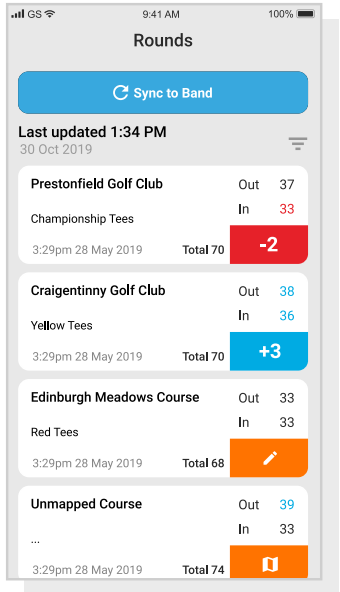 GS 9:41 AM 100%
Rounds
Sync to Band
Last updated 1:34 PM
30 Oct 2019
Prestonfield Golf Club Out 37
In 33
Championship Tees
3:29pm 28 May 2019 Total 70 -2
Craigentinny Golf Club Out 38
In 36
Yellow Tees
3:29pm 28 May 2019 Total 70 +3
Edinburgh Meadows Course Out 33
In 33
Red Tees
3:29pm 28 May 2019 Total 68
Unmapped Course Out 39
In 33
...
3:29pm 28 May 2019 Total 74